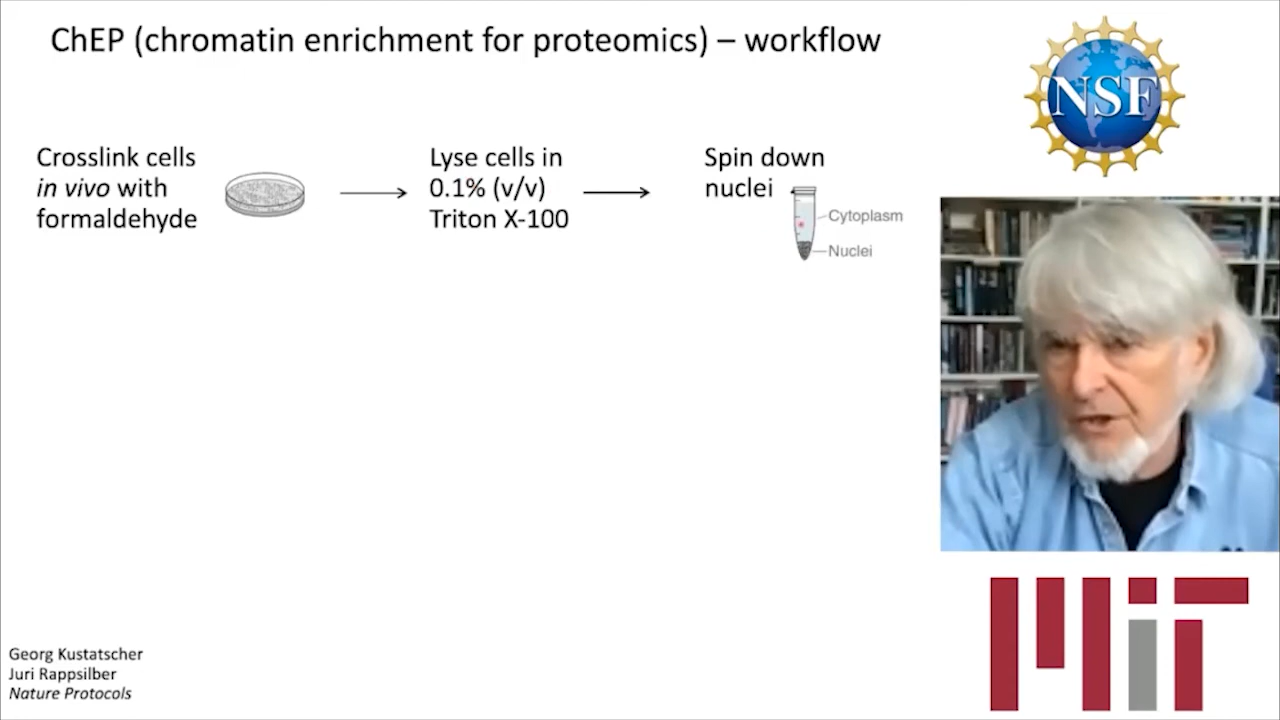 ChEP (chromatin enrichment for proteomics) – workflow
Crosslink cells
in vivo with
formaldehyde
Lyse cells in
0.1% (v/v)
Triton X-100
Spin down
nuclei
Cytoplasm
Nuclei
NSF
Georg Kustatscher
Juri Rappsilber
Nature Protocols
MIT